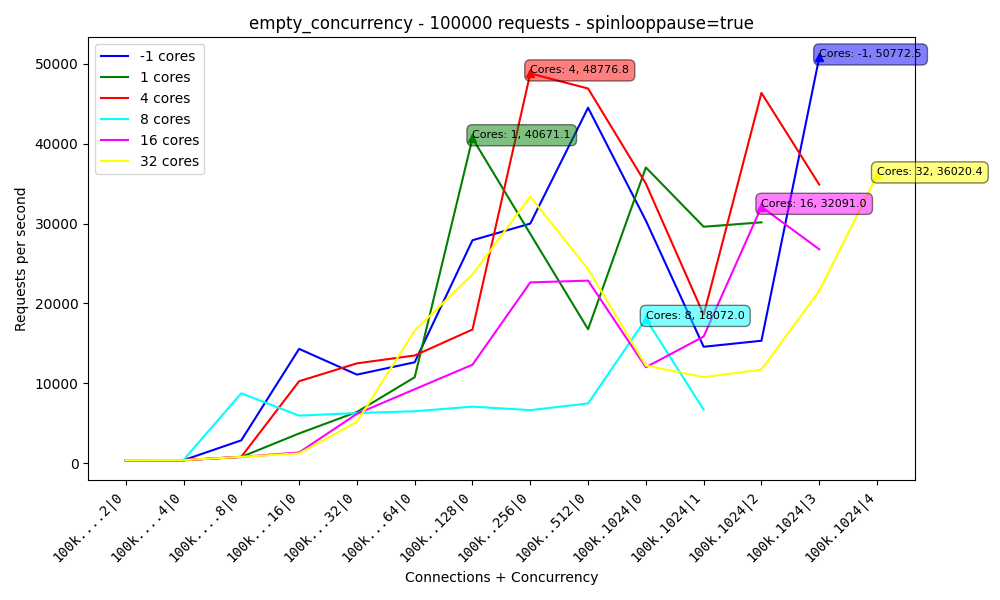 empty_concurrency - 100000 requests - spinlooppause=true
-1 cores
1 cores
4 cores
8 cores
16 cores
32 cores
Cores: -1, 50772.5
Cores: 4, 48776.8
Cores: 1, 40671.1
Cores: 32, 36020.4
Cores: 16, 32091.0
Cores: 8, 18072.0
Requests per second
50000
40000
30000
20000
10000
0
100k....2|0
100k....4|0
100k....8|0
100k...16|0
100k...32|0
100k...64|0
100k..128|0
100k..256|0
100k..512|0
100k.1024|0
100k.1024|1
100k.1024|2
100k.1024|3
100k.1024|4
Connections + Concurrency